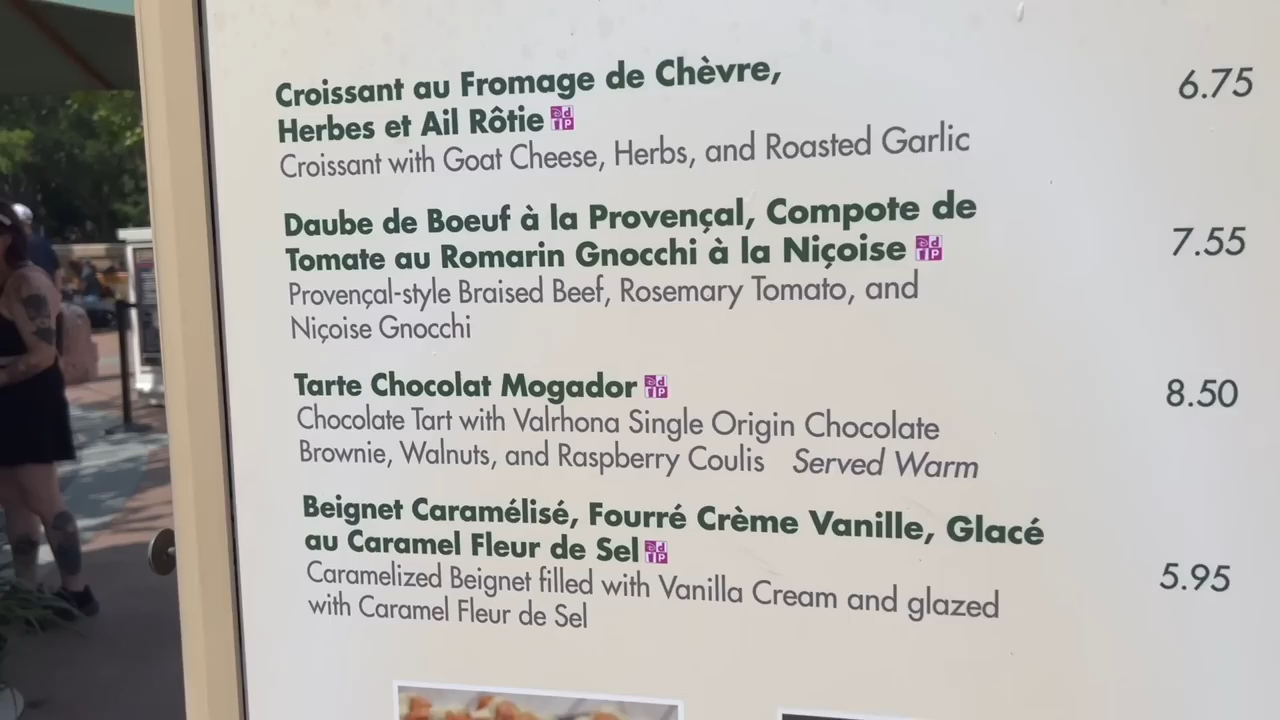 Croissant au Fromage de Chèvre,
Herbes et Ail Rôtie
6.75
Croissant with Goat Cheese, Herbs, and Roasted Garlic
Daube de Boeuf à la Provençal, Compote de
Tomate au Romarin Gnocchi à la Niçoise
7.55
Provençal-style Braised Beef, Rosemary Tomato, and
Niçoise Gnocchi
Tarte Chocolat Mogador
8.50
Chocolate Tart with Valrhona Single Origin Chocolate
Brownie, Walnuts, and Raspberry Coulis Served Warm
Beignet Caramélisé, Fourré Crème Vanille, Glacé
au Caramel Fleur de Sel
5.95
Caramelized Beignet filled with Vanilla Cream and glazed
with Caramel Fleur de Sel